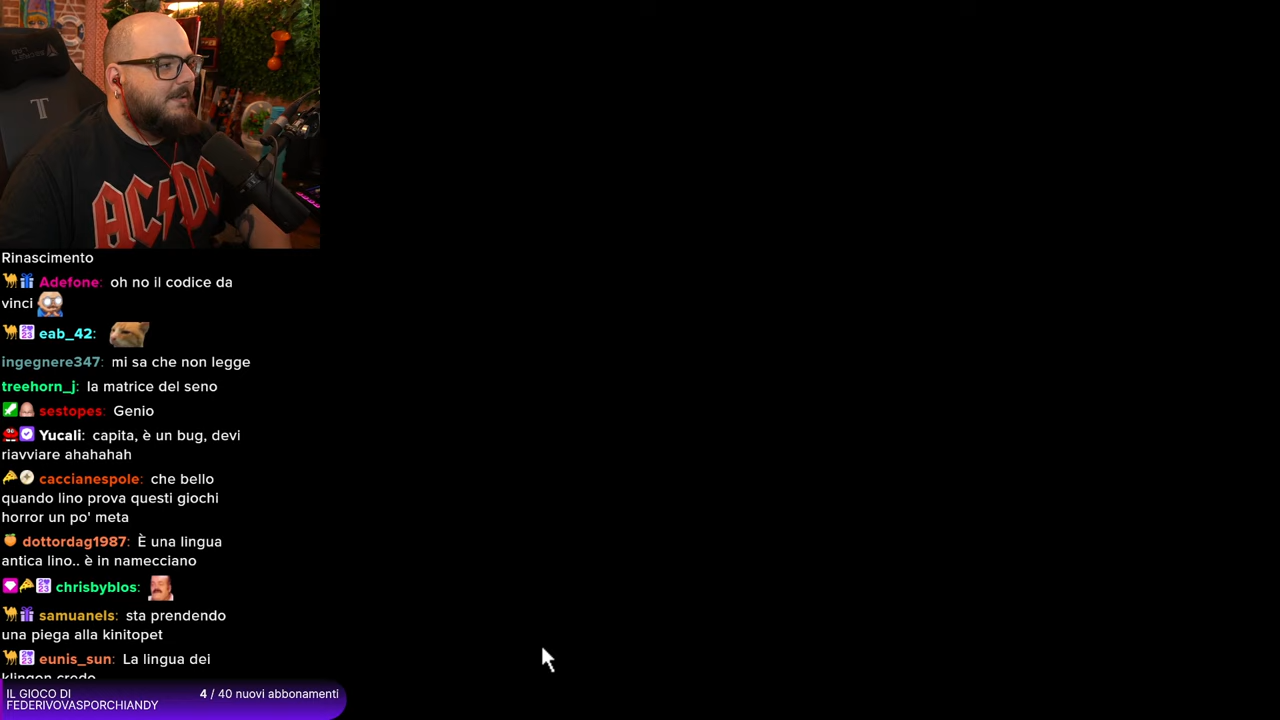 AC DC
Rinascimento
Adefone: oh no il codice da
vinci
eab_42:
ingegnere347: mi sa che non legge
treehorn_j: la matrice del seno
sestopes: Genio
Yucali: capita, è un bug, devi
riavviare ahahahah
caccianespole: che bello
quando lino prova questi giochi
horror un po' meta
dottordag1987: È una lingua
antica lino.. è in namecciano
chrisbyblos:
samuanels: sta prendendo
una piega alla kinitopet
eunis_sun: La lingua dei
klingon credo
IL GIOCO DI
FEDERIVOVASPORCHIANDY
4 / 40 nuovi abbonamenti